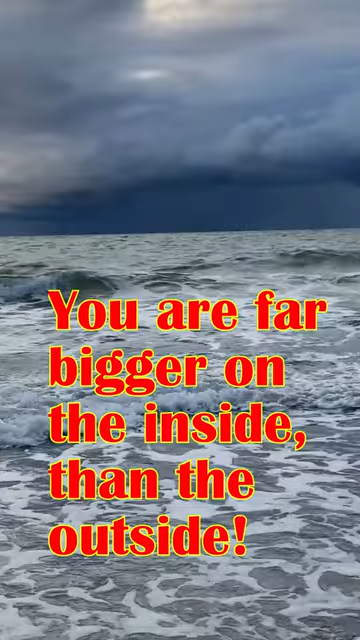 You are far
bigger on
the inside,
than the
outside!